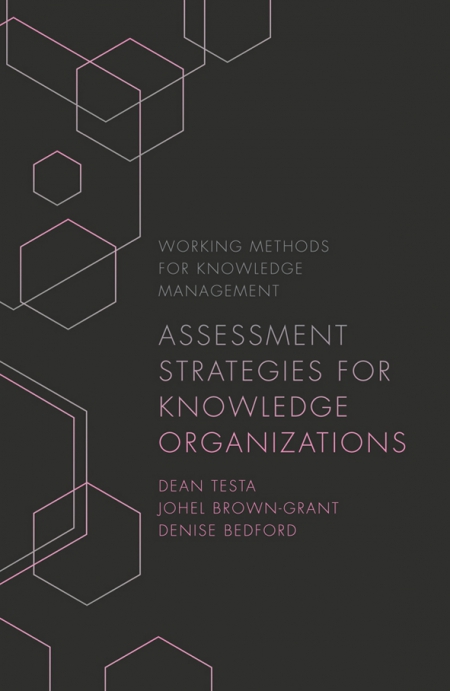 WORKING METHODS
FOR KNOWLEDGE
MANAGEMENT
ASSESSMENT
STRATEGIES FOR
KNOWLEDGE
ORGANIZATIONS
DEAN TESTA
JOHEL BROWN-GRANT
DENISE BEDFORD